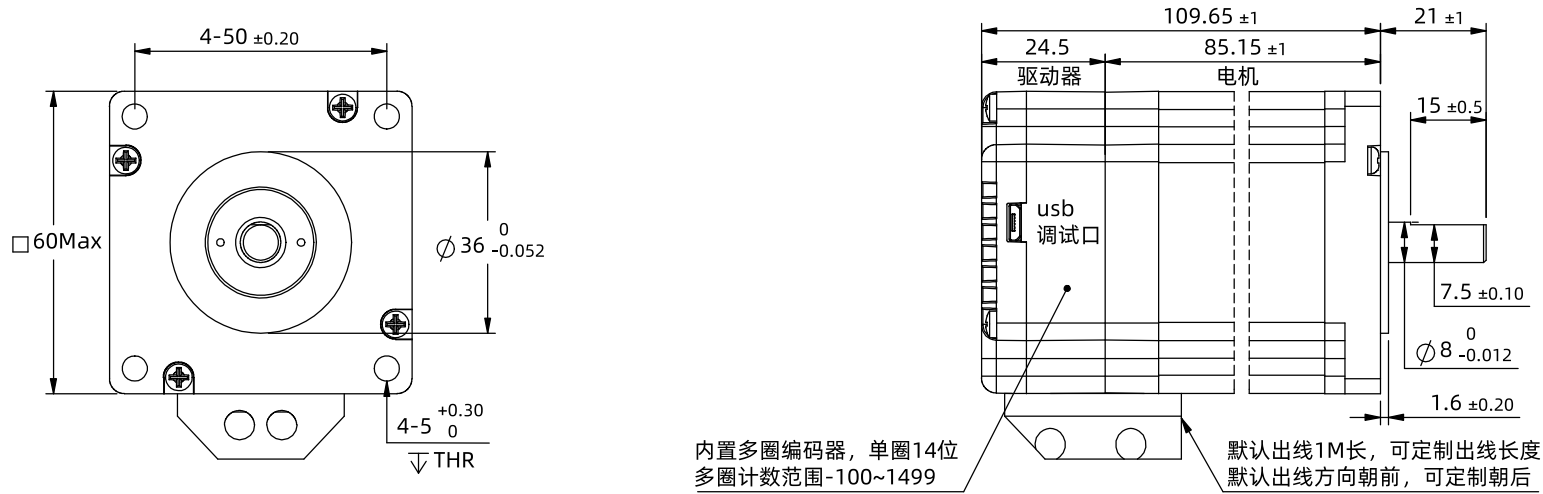 4-50 ±0.20
□60Max
∅36 0 -0.052
4-5 +0.30 0
THR
109.65 ±1
21 ±1
24.5
85.15 ±1
驱动器
电机
15 ±0.5
usb
调试口
7.5 ±0.10
∅8 0 -0.012
1.6 ±0.20
内置多圈编码器，单圈14位
多圈计数范围-100~1499
默认出线1M长，可定制出线长度
默认出线方向朝前，可定制朝后